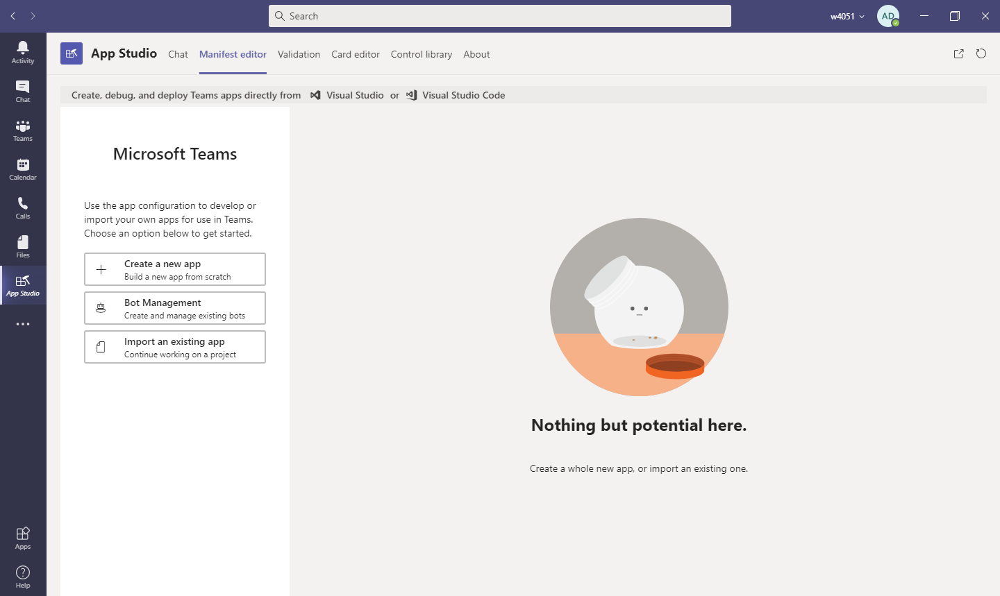 Search
w4051
AD
Activity
Chat
Teams
Calendar
Calls
Files
App Studio
Apps
Help
App Studio
Chat
Manifest editor
Validation
Card editor
Control library
About
Create, debug, and deploy Teams apps directly from Visual Studio or Visual Studio Code
Microsoft Teams
Use the app configuration to develop or
import your own apps for use in Teams.
Choose an option below to get started.
Create a new app
Build a new app from scratch
Bot Management
Create and manage existing bots
Import an existing app
Continue working on a project
Nothing but potential here.
Create a whole new app, or import an existing one.